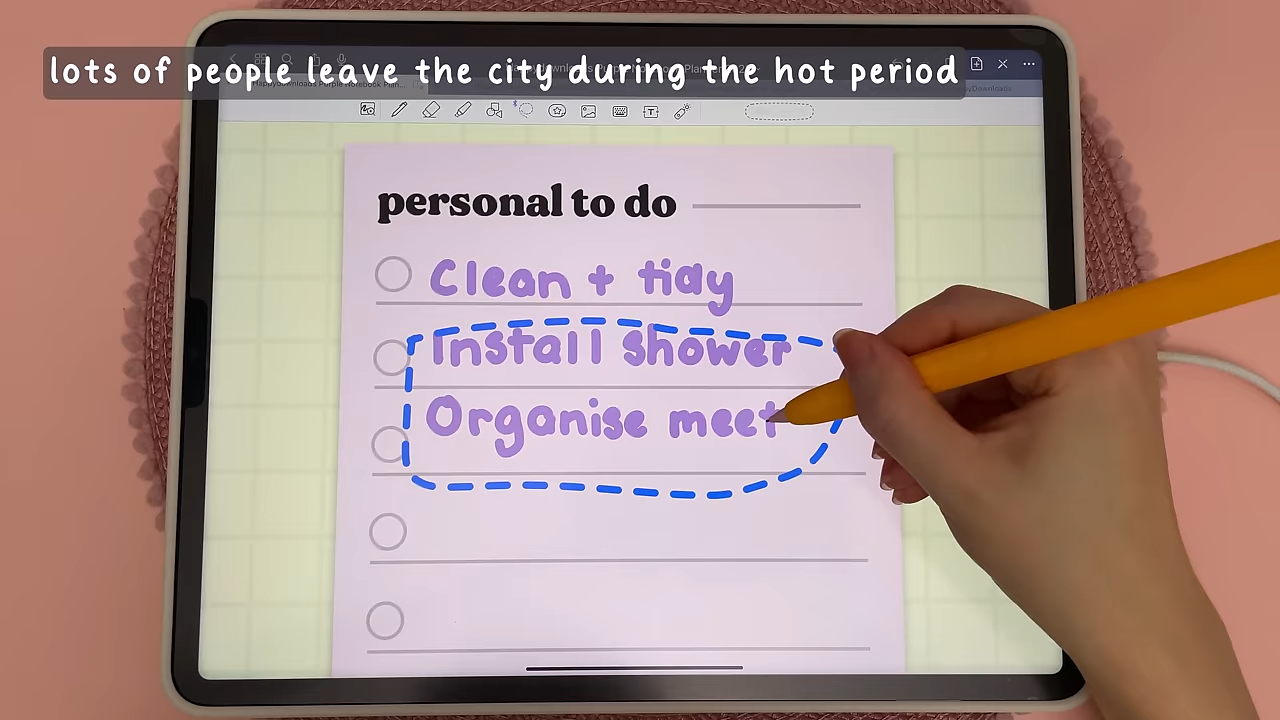 lots of people leave the city during the hot period
personal to do
Clean + tidy
Install shower
Organise meet